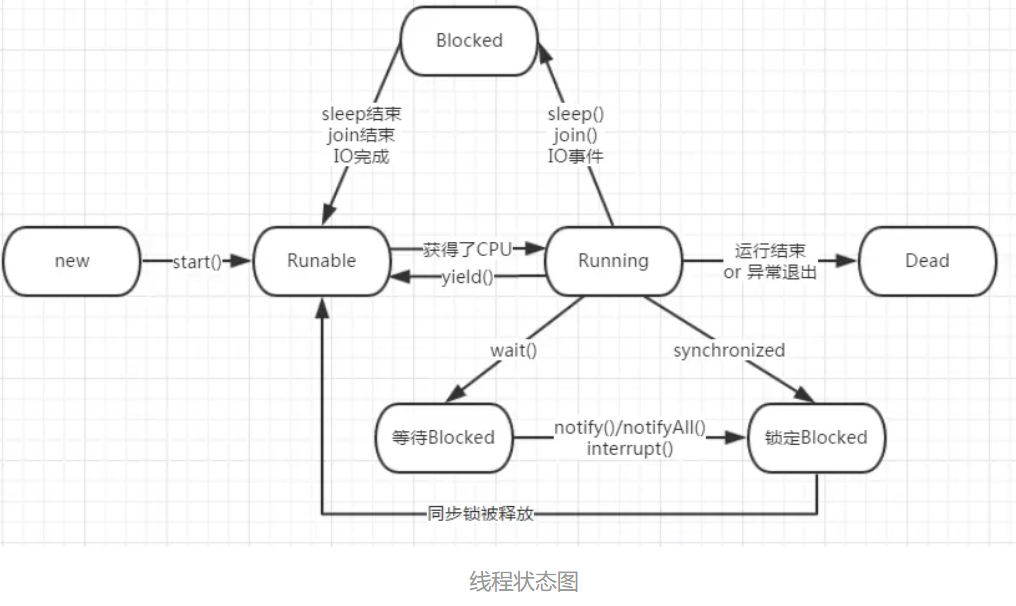 Blocked
sleep结束
join结束
IO完成
sleep()
join()
IO事件
new
start()
Runable
获得了CPU
yield()
Running
运行结束
or 异常退出
Dead
wait()
synchronized
等待Blocked
notify()/notifyAll()
interrupt()
锁定Blocked
同步锁被释放
线程状态图